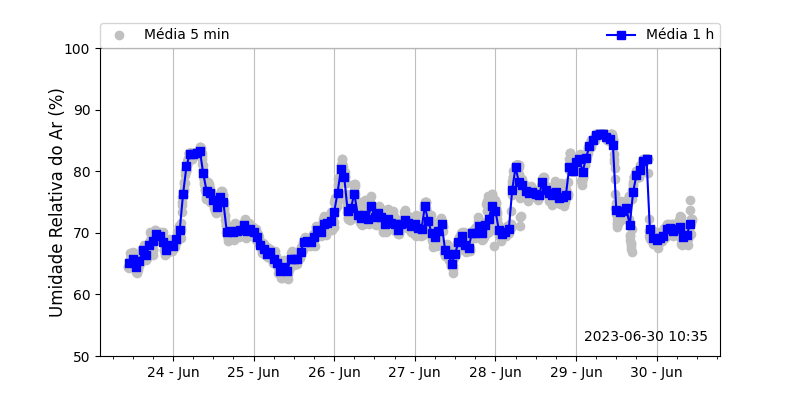 Média 5 min
Média 1 h
100
90
80
70
60
50
Umidade Relativa do Ar (%)
2023-06-30 10:35
24 - Jun
25 - Jun
26 - Jun
27 - Jun
28 - Jun
29 - Jun
30 - Jun